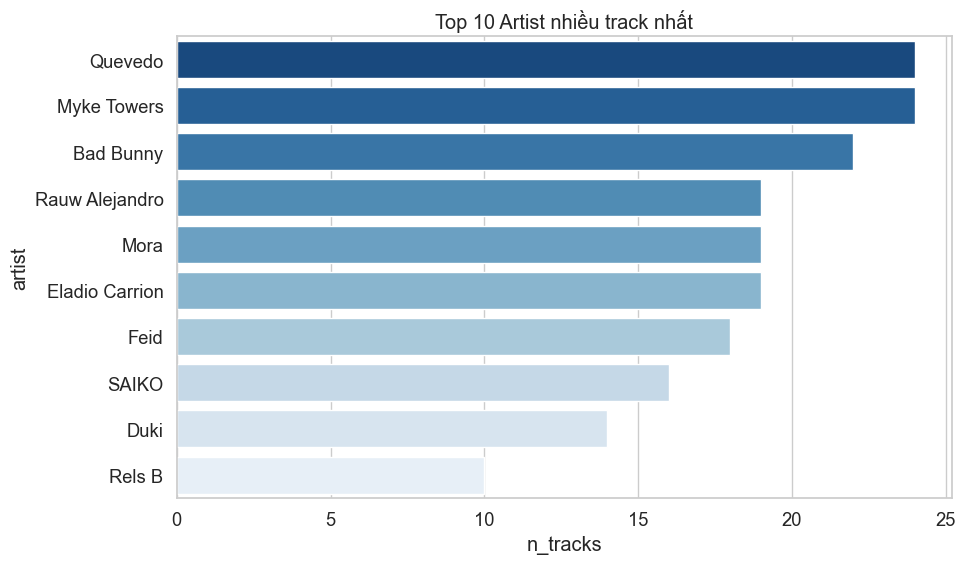 Top 10 Artist nhiều track nhất
artist
Quevedo
Myke Towers
Bad Bunny
Rauw Alejandro
Mora
Eladio Carrion
Feid
SAIKO
Duki
Rels B
0 5 10 15 20 25
n_tracks